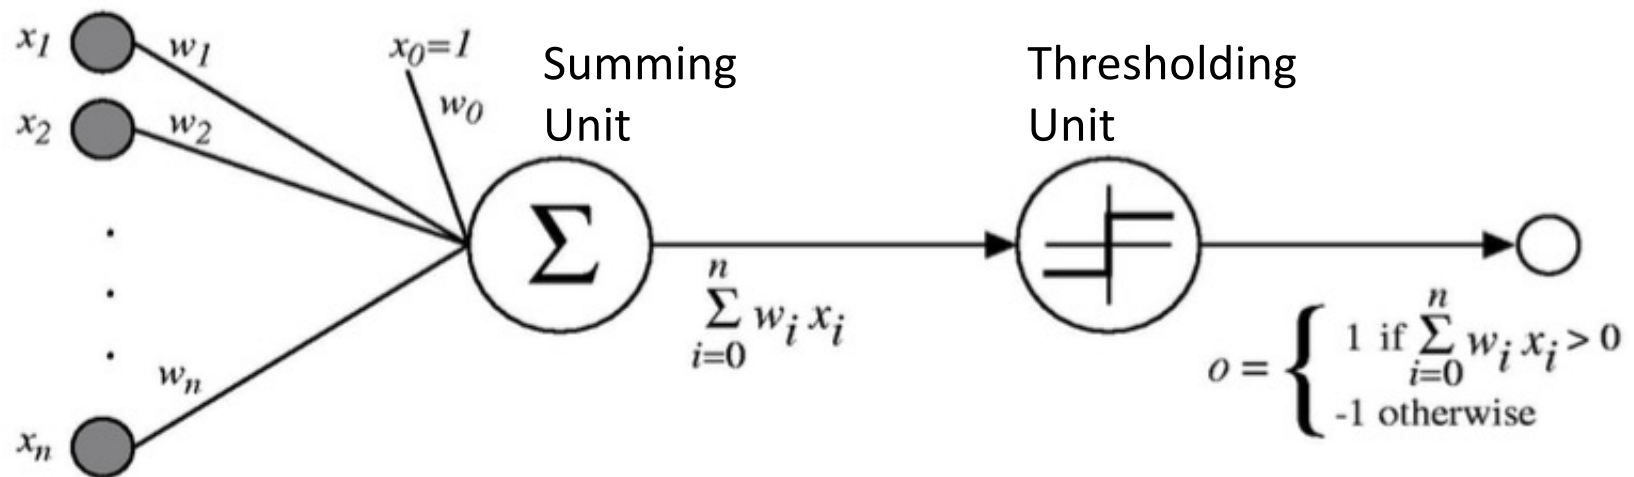 x1
w1
x2
w2
xn
wn
x0=1
w0
Summing
Unit
Σ
n
Σ wi xi
i=0
Thresholding
Unit
n
o = { 1 if Σ wi xi > 0
i=0
-1 otherwise